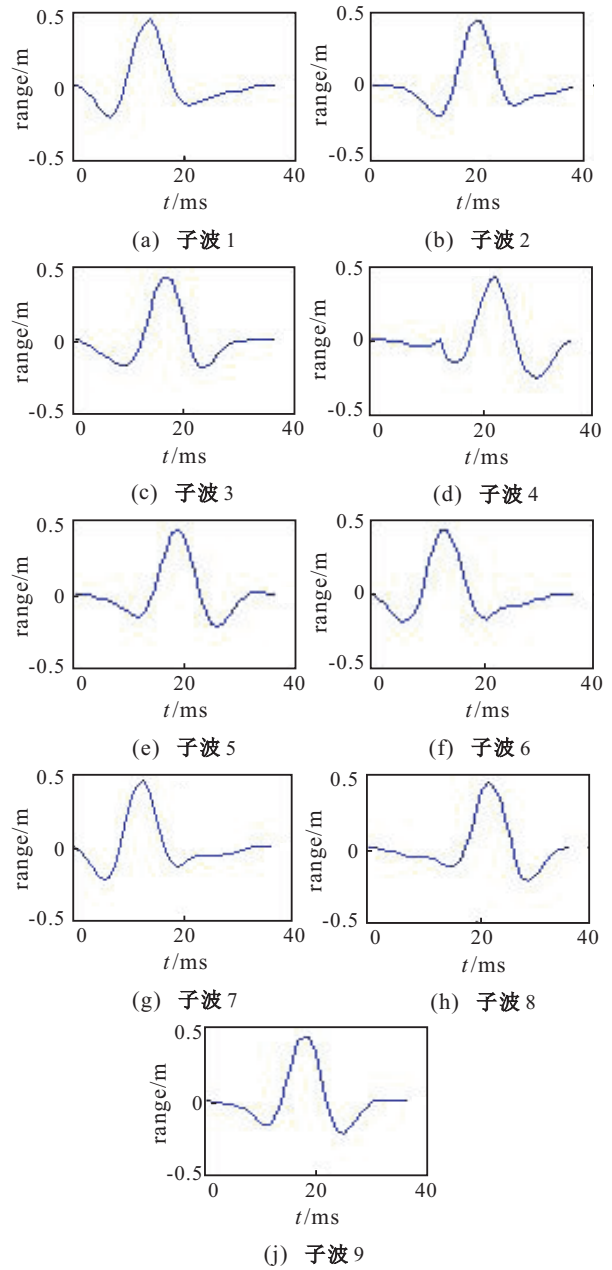 0.5
0
-0.5
range/m
0 20 40
t/ms
(a) 子波 1
0.5
0
-0.5
range/m
0 20 40
t/ms
(b) 子波 2
0.5
0
-0.5
range/m
0 20 40
t/ms
(c) 子波 3
0.5
0
-0.5
range/m
0 20 40
t/ms
(d) 子波 4
0.5
0
-0.5
range/m
0 20 40
t/ms
(e) 子波 5
0.5
0
-0.5
range/m
0 20 40
t/ms
(f) 子波 6
0.5
0
-0.5
range/m
0 20 40
t/ms
(g) 子波 7
0.5
0
-0.5
range/m
0 20 40
t/ms
(h) 子波 8
0.5
0
-0.5
range/m
0 20 40
t/ms
(j) 子波 9